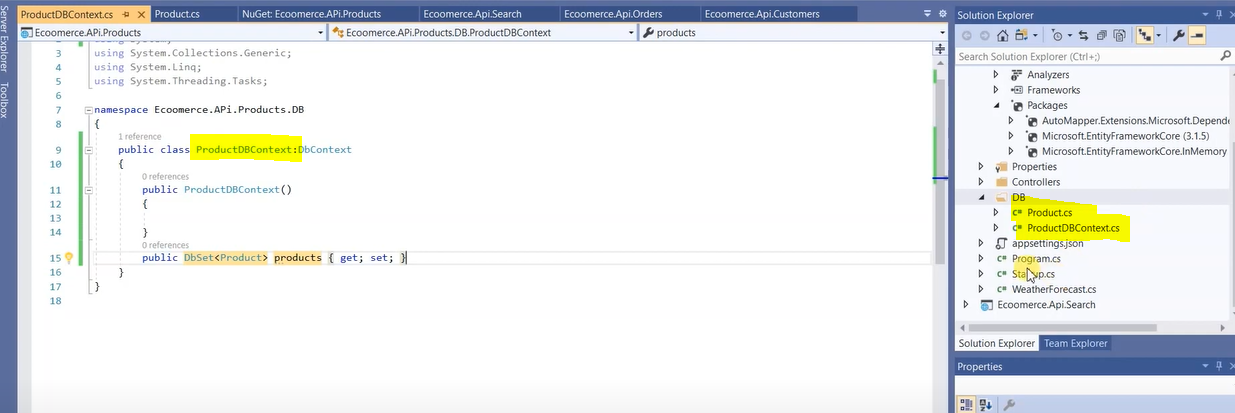 Server Explorer
Toolbox
ProductDBContext.cs
Product.cs
NuGet: Ecoomerce.APi.Products
Ecoomerce.Api.Search
Ecoomerce.Api.Orders
Ecoomerce.Api.Customers
Ecoomerce.APi.Products
Ecoomerce.APi.Products.DB.ProductDBContext
products
3 using System.Collections.Generic;
4 using System.Linq;
5 using System.Threading.Tasks;
6
7 namespace Ecoomerce.APi.Products.DB
8 {
1 reference
9 public class ProductDBContext:DbContext
10 {
0 references
11 public ProductDBContext()
12 {
13
14 }
0 references
15 public DbSet<Product> products { get; set; }
16 }
17 }
18
Solution Explorer
Search Solution Explorer (Ctrl+;)
Analyzers
Frameworks
Packages
AutoMapper.Extensions.Microsoft.Depende
Microsoft.EntityFrameworkCore (3.1.5)
Microsoft.EntityFrameworkCore.InMemory
Properties
Controllers
DB
Product.cs
ProductDBContext.cs
appsettings.json
Program.cs
Startup.cs
WeatherForecast.cs
Ecoomerce.Api.Search
Solution Explorer
Team Explorer
Properties